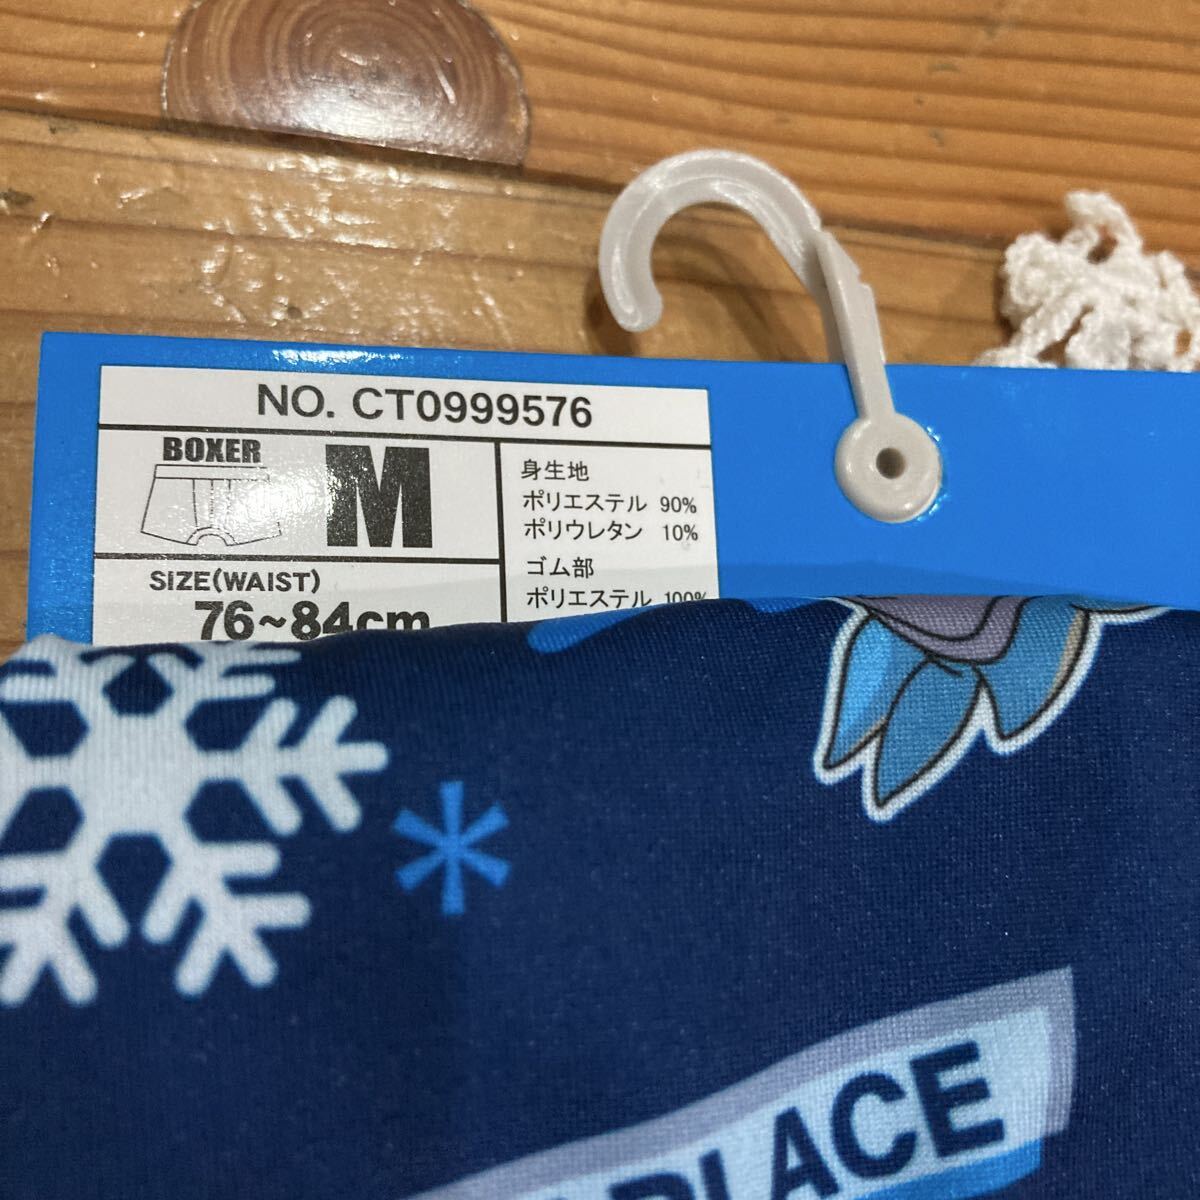 NO. CT0999576
BOXER
M
SIZE(WAIST)
76~84cm
身生地
ポリエステル 90%
ポリウレタン 10%
ゴム部
ポリエステル 100%
PLACE